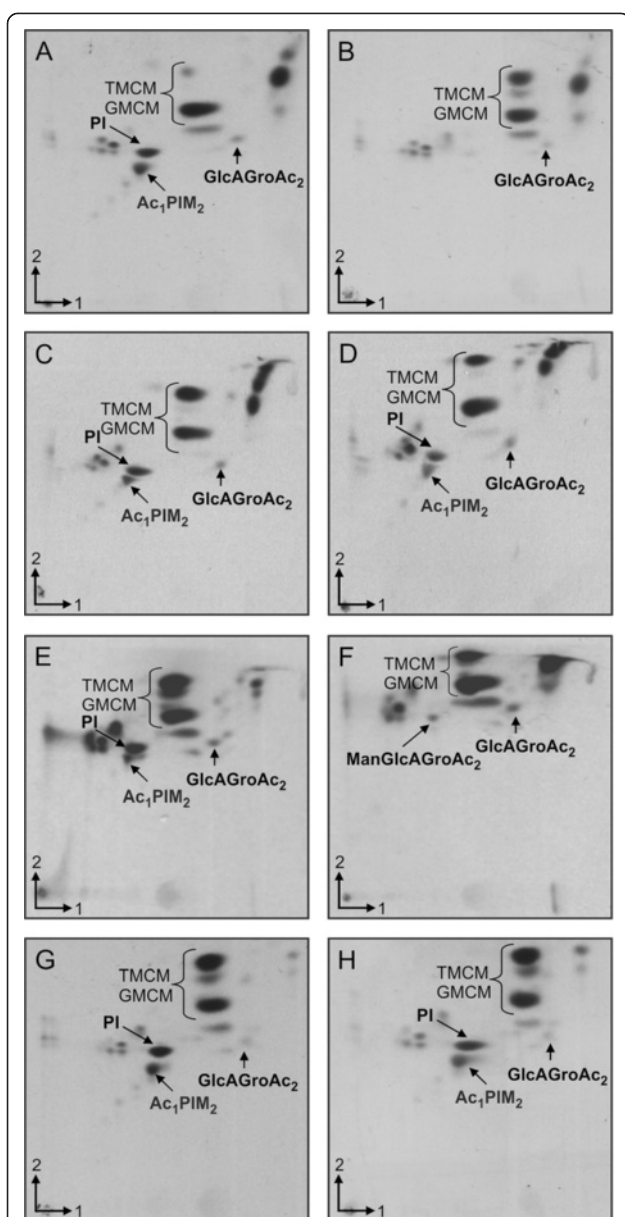 A
TMCM
GMCM
PI
GlcAGroAc₂
Ac₁PIM₂
2
1
B
TMCM
GMCM
GlcAGroAc₂
2
1
C
TMCM
GMCM
PI
GlcAGroAc₂
Ac₁PIM₂
2
1
D
TMCM
GMCM
PI
GlcAGroAc₂
Ac₁PIM₂
2
1
E
TMCM
GMCM
PI
GlcAGroAc₂
Ac₁PIM₂
2
1
F
TMCM
GMCM
ManGlcAGroAc₂
GlcAGroAc₂
2
1
G
TMCM
GMCM
PI
GlcAGroAc₂
Ac₁PIM₂
2
1
H
TMCM
GMCM
PI
GlcAGroAc₂
Ac₁PIM₂
2
1